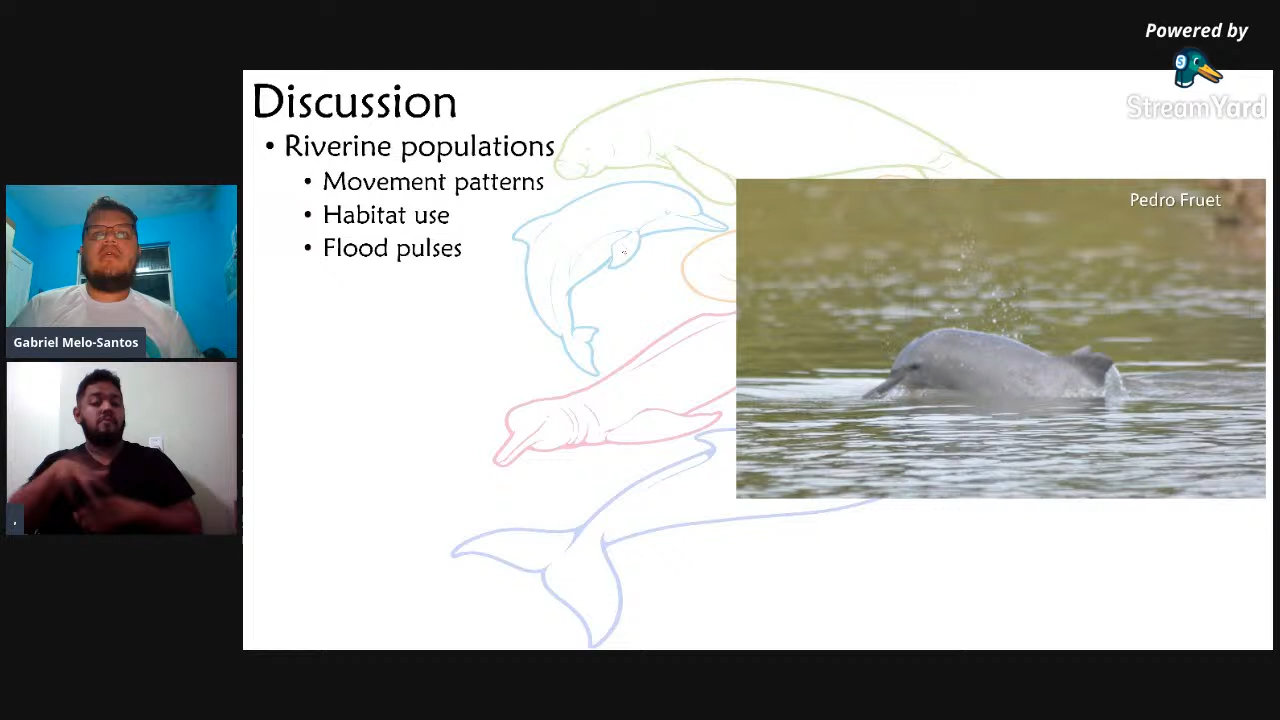 Powered by
StreamYard
Discussion
• Riverine populations
• Movement patterns
• Habitat use
• Flood pulses
Pedro Fruet
Gabriel Melo-Santos
,